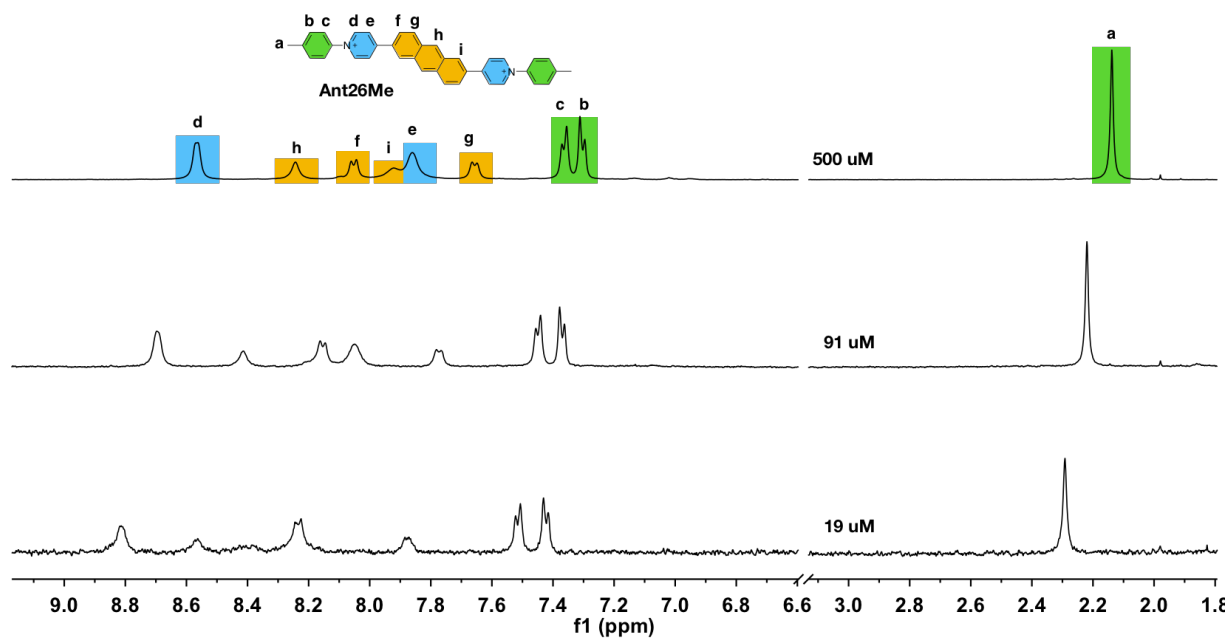 b c d e f g
h
a i
N + + N
Ant26Me
d h f i e g c b a
500 uM
91 uM
19 uM
9.0 8.8 8.6 8.4 8.2 8.0 7.8 7.6 7.4 7.2 7.0 6.8 6.6 3.0 2.8 2.6 2.4 2.2 2.0 1.8
f1 (ppm)